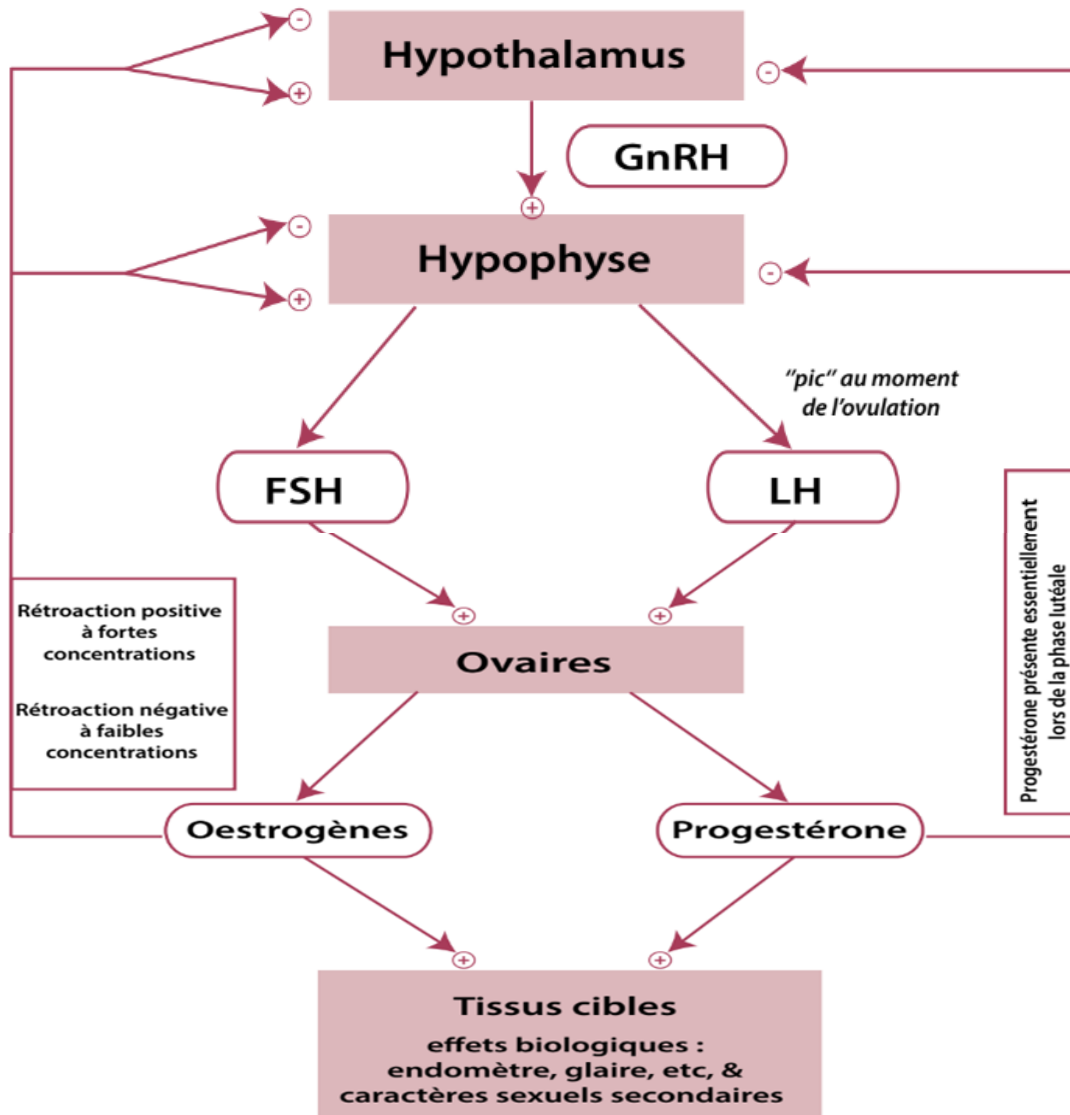 -
Hypothalamus
+
-
GnRH
+
-
Hypophyse
-
+
"pic" au moment
de l'ovulation
FSH
LH
Rétroaction positive
à fortes
concentrations
Rétroaction négative
à faibles
concentrations
+
+
Ovaires
Progestérone présente essentiellement
lors de la phase lutéale
Oestrogènes
Progestérone
+
+
Tissus cibles
effets biologiques :
endomètre, glaire, etc, &
caractères sexuels secondaires